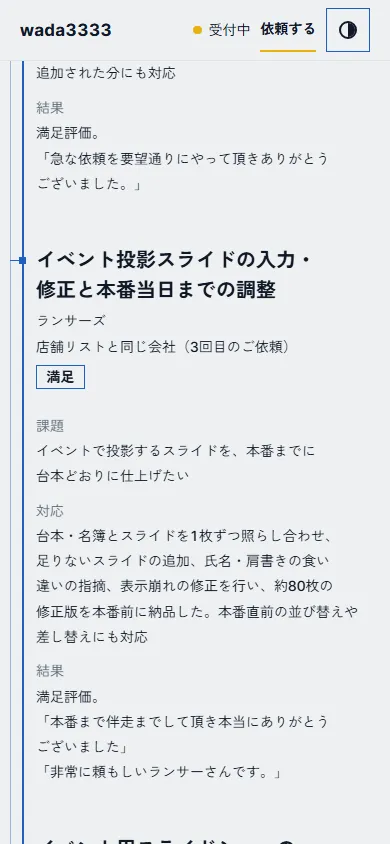 wada3333
受付中
依頼する
追加された分にも対応
結果
満足評価。
「急な依頼を要望通りにやって頂きありがとう
ございました。」
イベント投影スライドの入力・
修正と本番当日までの調整
ランサーズ
店舗リストと同じ会社（3回目のご依頼）
満足
課題
イベントで投影するスライドを、本番までに
台本どおりに仕上げたい
対応
台本・名簿とスライドを1枚ずつ照らし合わせ、
足りないスライドの追加、氏名・肩書きの食い
違いの指摘、表示崩れの修正を行い、約80枚の
修正版を本番前に納品した。本番直前の並び替えや
差し替えにも対応
結果
満足評価。
「本番まで伴走までして頂き本当にありがとう
ございました」
「非常に頼もしいランサーさんです。」